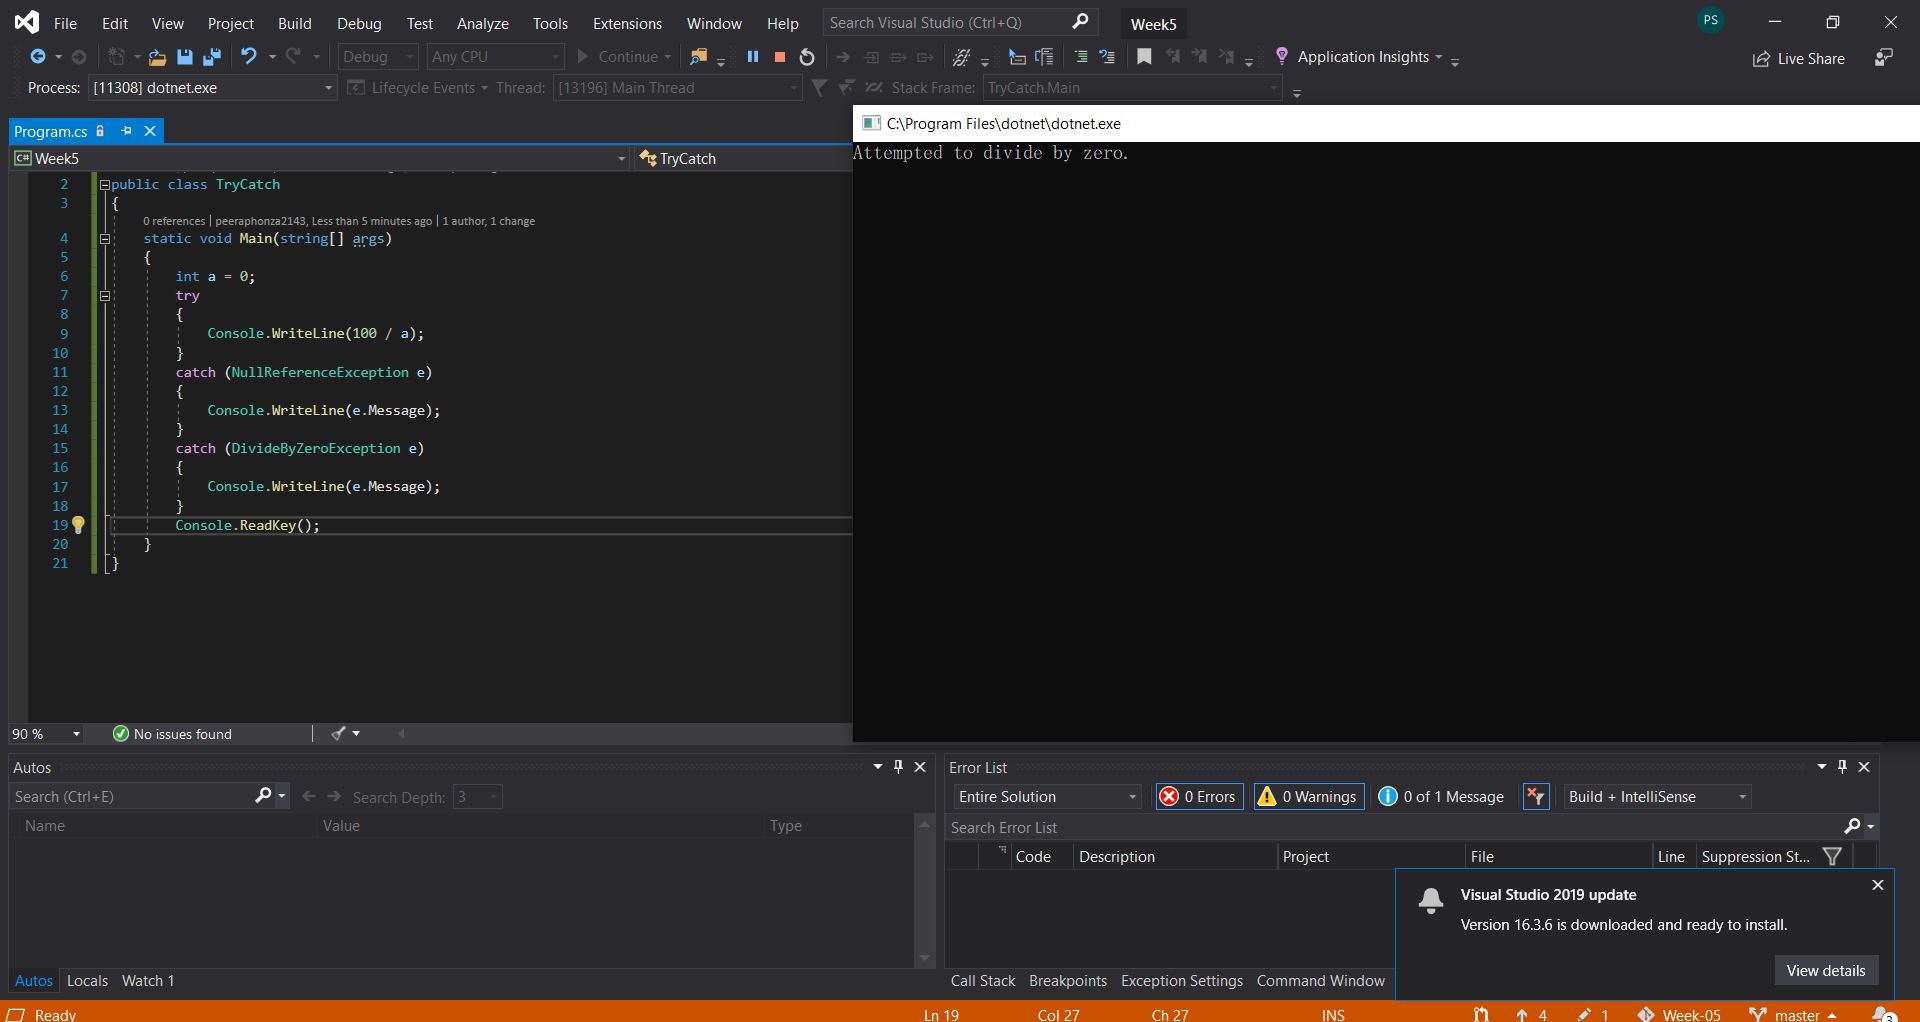 File Edit View Project Build Debug Test Analyze Tools Extensions Window Help Search Visual Studio (Ctrl+Q) Week5 PS
Debug Any CPU Continue Application Insights Live Share
Process: [11308] dotnet.exe Lifecycle Events Thread: [13196] Main Thread Stack Frame: TryCatch.Main
Program.cs
Week5 TryCatch
2 public class TryCatch
3 {
0 references | peeraphonza2143, Less than 5 minutes ago | 1 author, 1 change
4 static void Main(string[] args)
5 {
6 int a = 0;
7 try
8 {
9 Console.WriteLine(100 / a);
10 }
11 catch (NullReferenceException e)
12 {
13 Console.WriteLine(e.Message);
14 }
15 catch (DivideByZeroException e)
16 {
17 Console.WriteLine(e.Message);
18 }
19 Console.ReadKey();
20 }
21 }
C:\Program Files\dotnet\dotnet.exe
Attempted to divide by zero.
90 % No issues found
Autos
Search (Ctrl+E) Search Depth: 3
Name Value Type
Autos Locals Watch 1
Error List
Entire Solution 0 Errors 0 Warnings 0 of 1 Message Build + IntelliSense
Search Error List
Code Description Project File Line Suppression St...
Visual Studio 2019 update
Version 16.3.6 is downloaded and ready to install.
View details
Call Stack Breakpoints Exception Settings Command Window
Ready Ln 19 Col 27 Ch 27 INS 4 1 Week-05 master 3